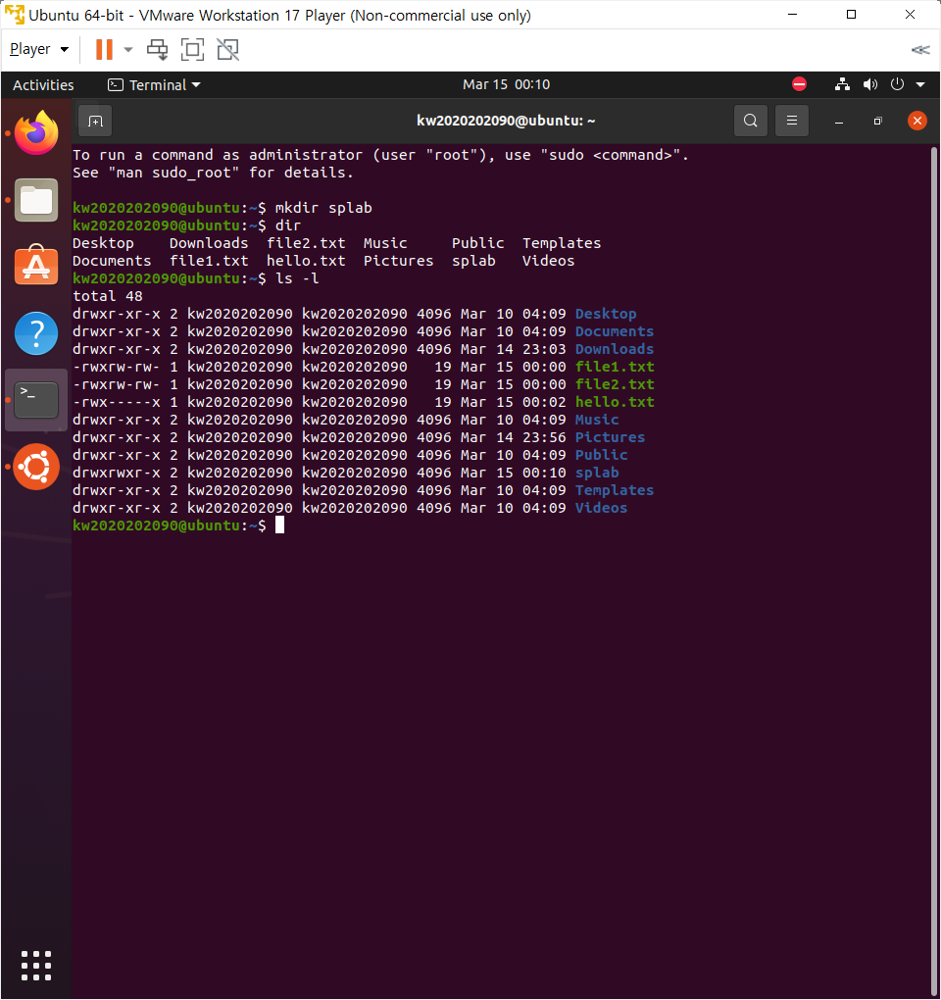 Ubuntu 64-bit - VMware Workstation 17 Player (Non-commercial use only)
Player
Activities Terminal Mar 15 00:10
kw2020202090@ubuntu: ~
To run a command as administrator (user "root"), use "sudo <command>".
See "man sudo_root" for details.
kw2020202090@ubuntu:~$ mkdir splab
kw2020202090@ubuntu:~$ dir
Desktop    Downloads  file2.txt  Music     Public  Templates
Documents  file1.txt  hello.txt  Pictures  splab   Videos
kw2020202090@ubuntu:~$ ls -l
total 48
drwxr-xr-x 2 kw2020202090 kw2020202090 4096 Mar 10 04:09 Desktop
drwxr-xr-x 2 kw2020202090 kw2020202090 4096 Mar 10 04:09 Documents
drwxr-xr-x 2 kw2020202090 kw2020202090 4096 Mar 14 23:03 Downloads
-rwxrw-rw- 1 kw2020202090 kw2020202090   19 Mar 15 00:00 file1.txt
-rwxrw-rw- 1 kw2020202090 kw2020202090   19 Mar 15 00:00 file2.txt
-rwx-----x 1 kw2020202090 kw2020202090   19 Mar 15 00:02 hello.txt
drwxr-xr-x 2 kw2020202090 kw2020202090 4096 Mar 10 04:09 Music
drwxr-xr-x 2 kw2020202090 kw2020202090 4096 Mar 14 23:56 Pictures
drwxr-xr-x 2 kw2020202090 kw2020202090 4096 Mar 10 04:09 Public
drwxrwxr-x 2 kw2020202090 kw2020202090 4096 Mar 15 00:10 splab
drwxr-xr-x 2 kw2020202090 kw2020202090 4096 Mar 10 04:09 Templates
drwxr-xr-x 2 kw2020202090 kw2020202090 4096 Mar 10 04:09 Videos
kw2020202090@ubuntu:~$